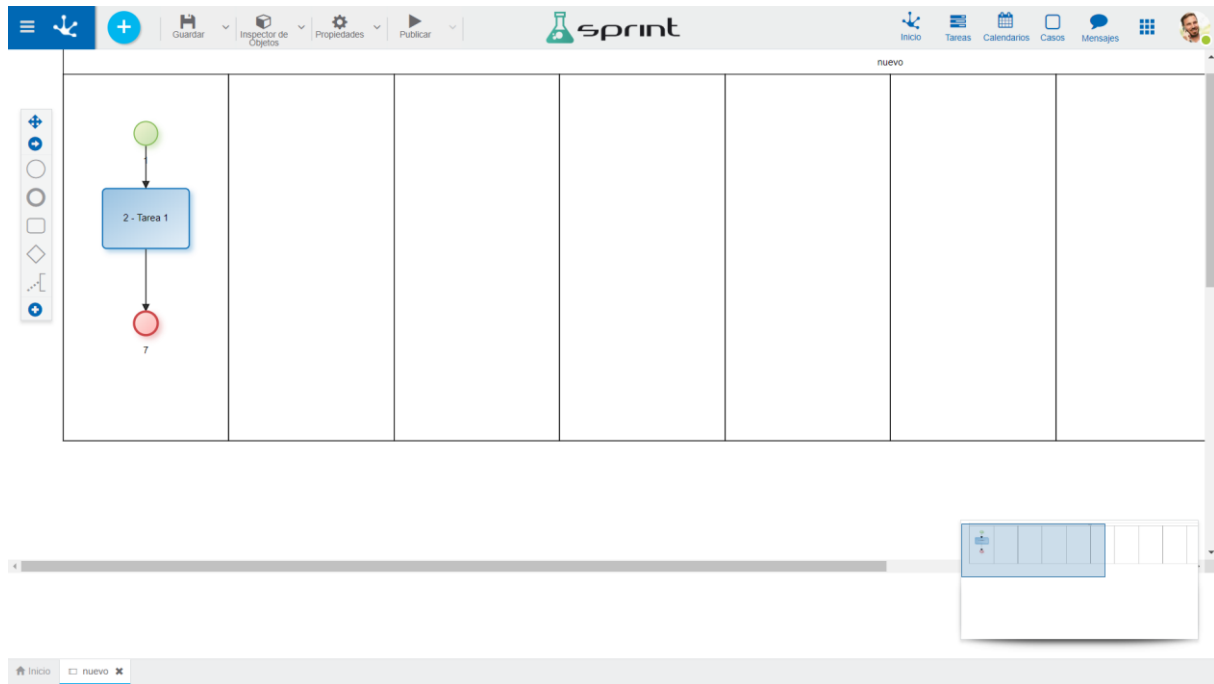 Guardar
Inspector de
Objetos
Propiedades
Publicar
sprint
Inicio
Tareas
Calendarios
Casos
Mensajes
nuevo
1
2 - Tarea 1
7
Inicio
nuevo